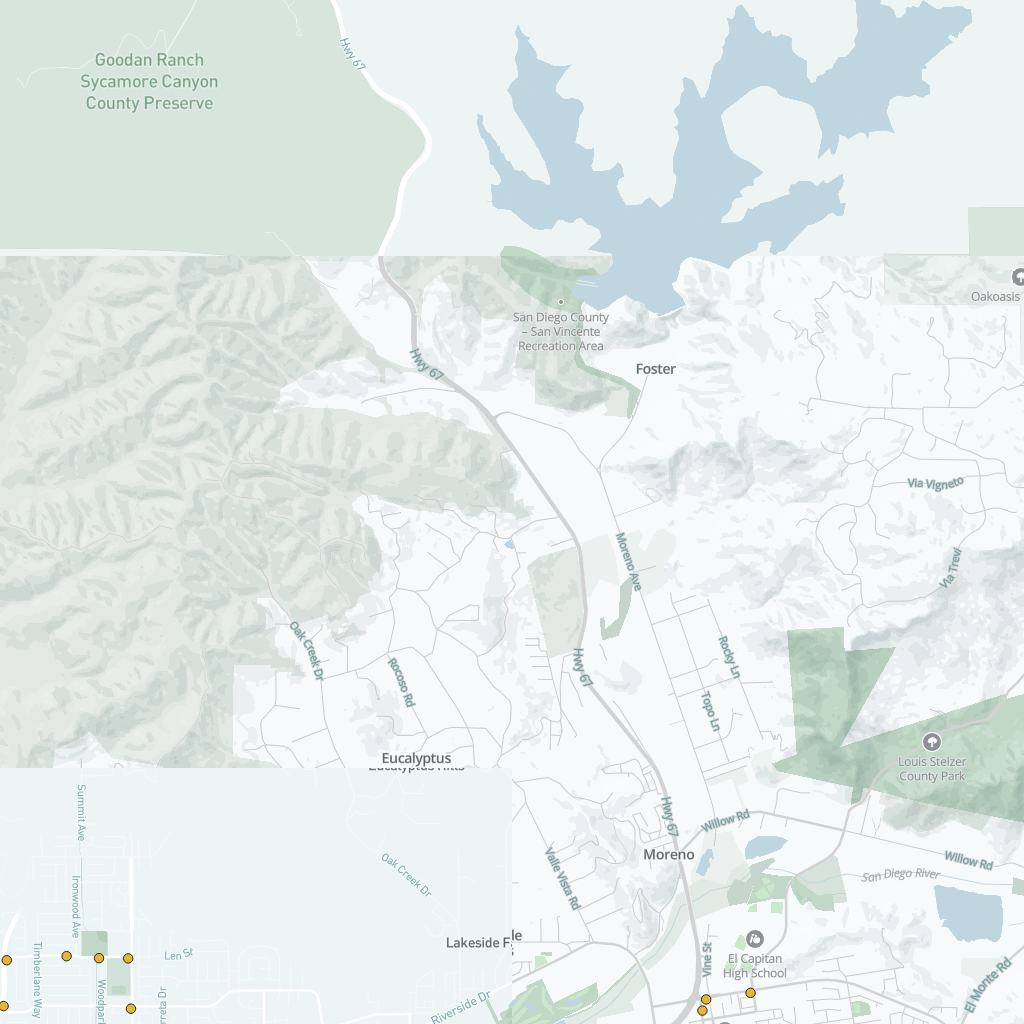 Goodan Ranch
Sycamore Canyon
County Preserve
Hwy 67
Oakoasis
San Diego County
– San Vincente
Recreation Area
Hwy 67
Foster
Via Vigneto
Moreno Ave
Via Trevi
Oak Creek Dr
Rocoso Rd
Hwy 67
Rocky Ln
Topo Ln
Louis Stelzer
County Park
Eucalyptus
Eucalyptus Hills
Summit Ave
Hwy 67
Willow Rd
Moreno
Willow Rd
Oak Creek Dr
Valle Vista Rd
San Diego River
Ironwood Ave
Lakeside F
le
Vine St
Len St
El Capitan
High School
Timberlane Way
Woodpar
rreta Dr
Riverside Dr
El Monte Rd